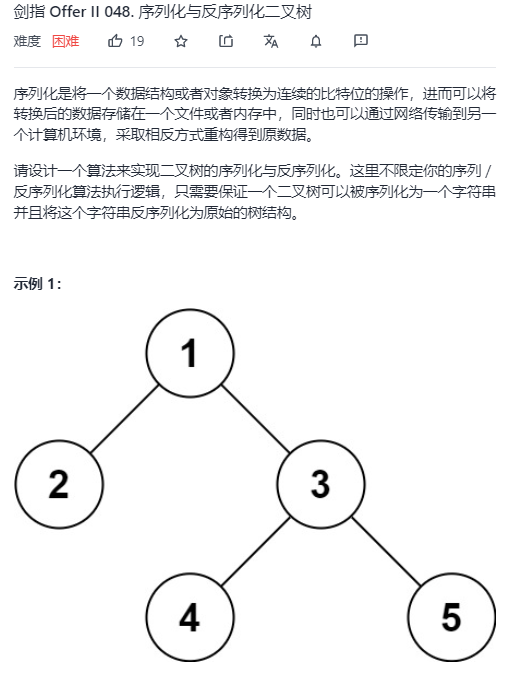 剑指 Offer II 048. 序列化与反序列化二叉树
难度 困难 19
序列化是将一个数据结构或者对象转换为连续的比特位的操作，进而可以将
转换后的数据存储在一个文件或者内存中，同时也可以通过网络传输到另一
个计算机环境，采取相反方式重构得到原数据。
请设计一个算法来实现二叉树的序列化与反序列化。这里不限定你的序列 /
反序列化算法执行逻辑，只需要保证一个二叉树可以被序列化为一个字符串
并且将这个字符串反序列化为原始的树结构。
示例 1：
1
2 3
4 5